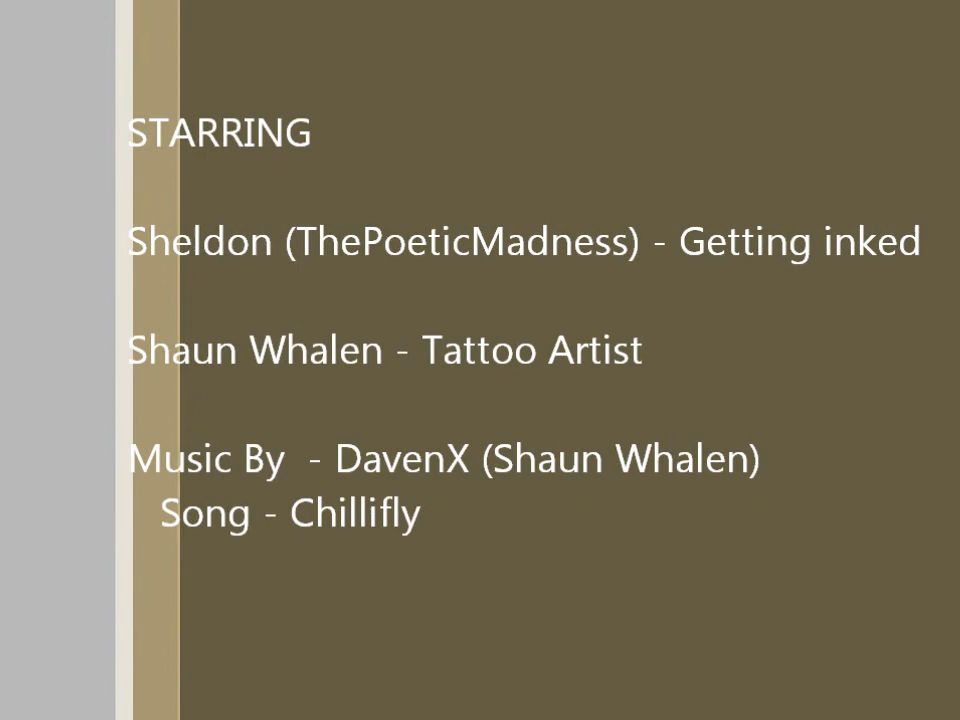 STARRING
Sheldon (ThePoeticMadness) - Getting inked
Shaun Whalen - Tattoo Artist
Music By  - DavenX (Shaun Whalen)
Song - Chillifly